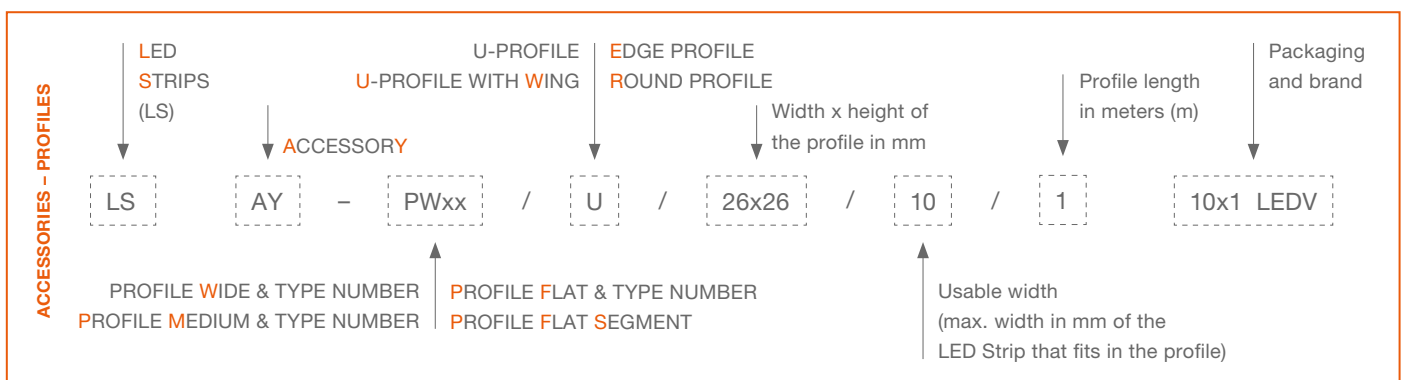 ACCESSORIES – PROFILES
LED
STRIPS
(LS)
ACCESSORY
U-PROFILE
U-PROFILE WITH WING
EDGE PROFILE
ROUND PROFILE
Width x height of
the profile in mm
Profile length
in meters (m)
Packaging
and brand
LS AY – PWxx / U / 26x26 / 10 / 1 10x1 LEDV
PROFILE WIDE & TYPE NUMBER
PROFILE MEDIUM & TYPE NUMBER
PROFILE FLAT & TYPE NUMBER
PROFILE FLAT SEGMENT
Usable width
(max. width in mm of the
LED Strip that fits in the profile)